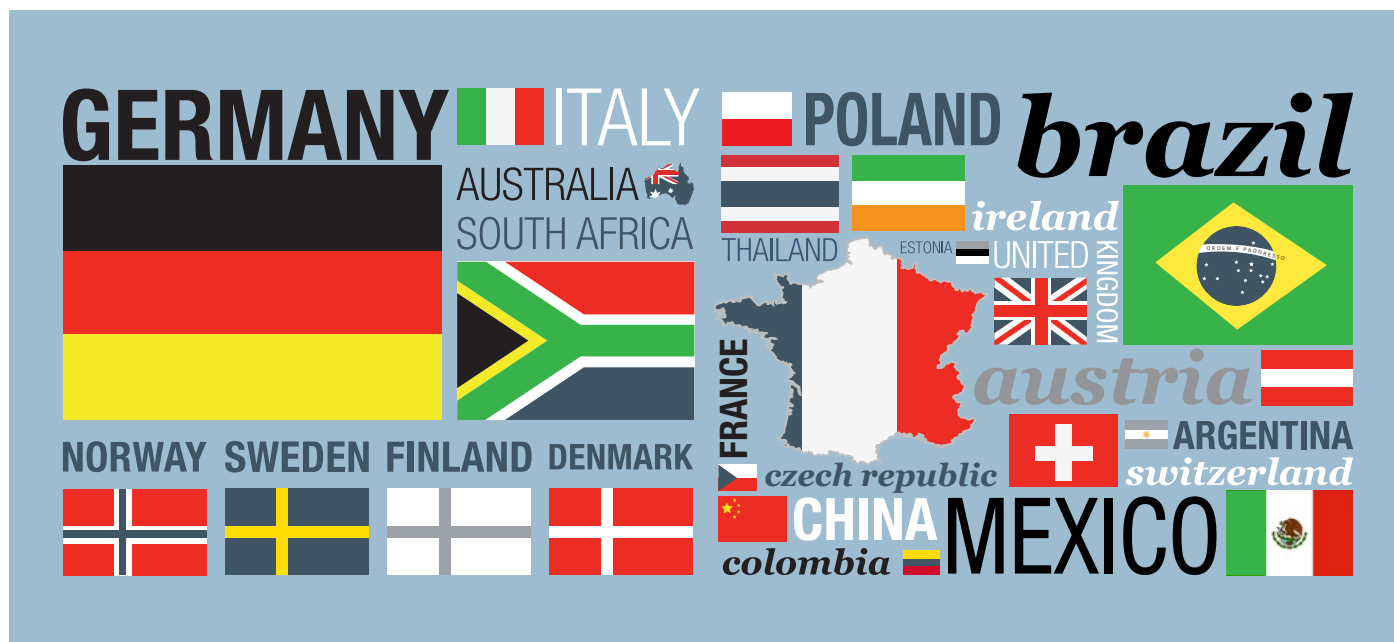 GERMANY
ITALY
AUSTRALIA
SOUTH AFRICA
NORWAY
SWEDEN
FINLAND
DENMARK
POLAND
brazil
ireland
THAILAND
ESTONIA
UNITED
KINGDOM
ORDEM E PROGRESSO
FRANCE
austria
ARGENTINA
switzerland
czech republic
CHINA
MEXICO
colombia